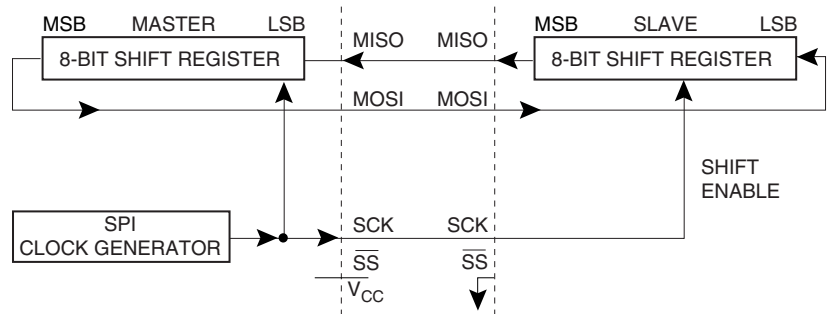 MSB MASTER LSB
8-BIT SHIFT REGISTER
MISO MISO
MSB SLAVE LSB
8-BIT SHIFT REGISTER
MOSI MOSI
SHIFT
ENABLE
SPI
CLOCK GENERATOR
SCK SCK
SS SS
VCC